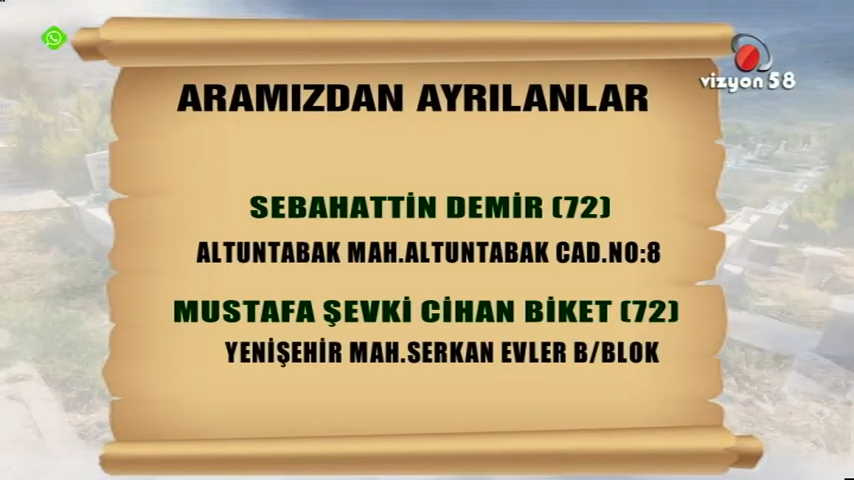 vizyon 58
ARAMIZDAN AYRILANLAR
SEBAHATTİN DEMİR (72)
ALTUNTABAK MAH.ALTUNTABAK CAD.NO:8
MUSTAFA ŞEVKİ CİHAN BİKET (72)
YENİŞEHİR MAH.SERKAN EVLER B/BLOK